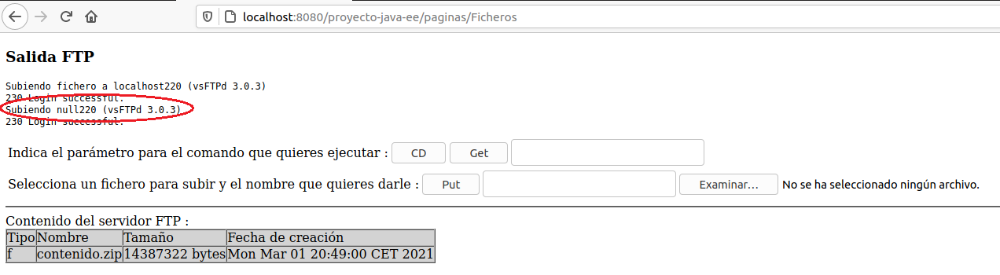 localhost:8080/proyecto-java-ee/paginas/Ficheros
Salida FTP
Subiendo fichero a localhost220 (vsFTPd 3.0.3)
230 Login successful.
Subiendo null220 (vsFTPd 3.0.3)
230 Login successful.
Indica el parámetro para el comando que quieres ejecutar : CD Get
Selecciona un fichero para subir y el nombre que quieres darle : Put Examinar... No se ha seleccionado ningún archivo.
Contenido del servidor FTP :
Tipo Nombre Tamaño Fecha de creación
f contenido.zip 14387322 bytes Mon Mar 01 20:49:00 CET 2021